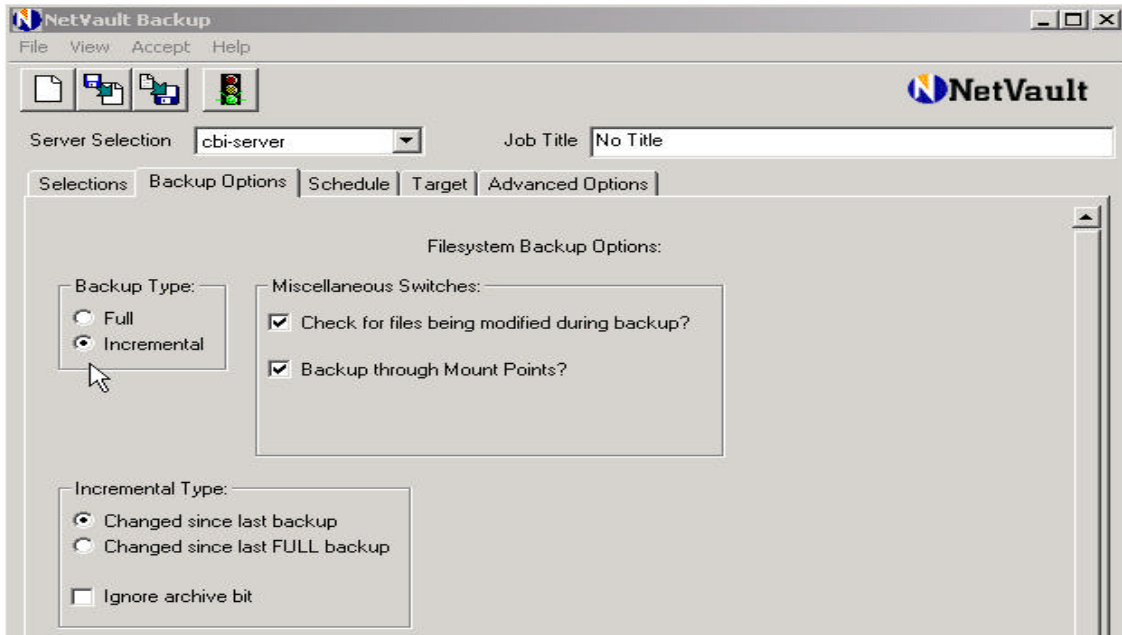 NetVault Backup
File View Accept Help
NetVault
Server Selection cbi-server Job Title No Title
Selections Backup Options Schedule Target Advanced Options
Filesystem Backup Options:
Backup Type: Miscellaneous Switches:
Full Check for files being modified during backup?
Incremental
Backup through Mount Points?
Incremental Type:
Changed since last backup
Changed since last FULL backup
Ignore archive bit